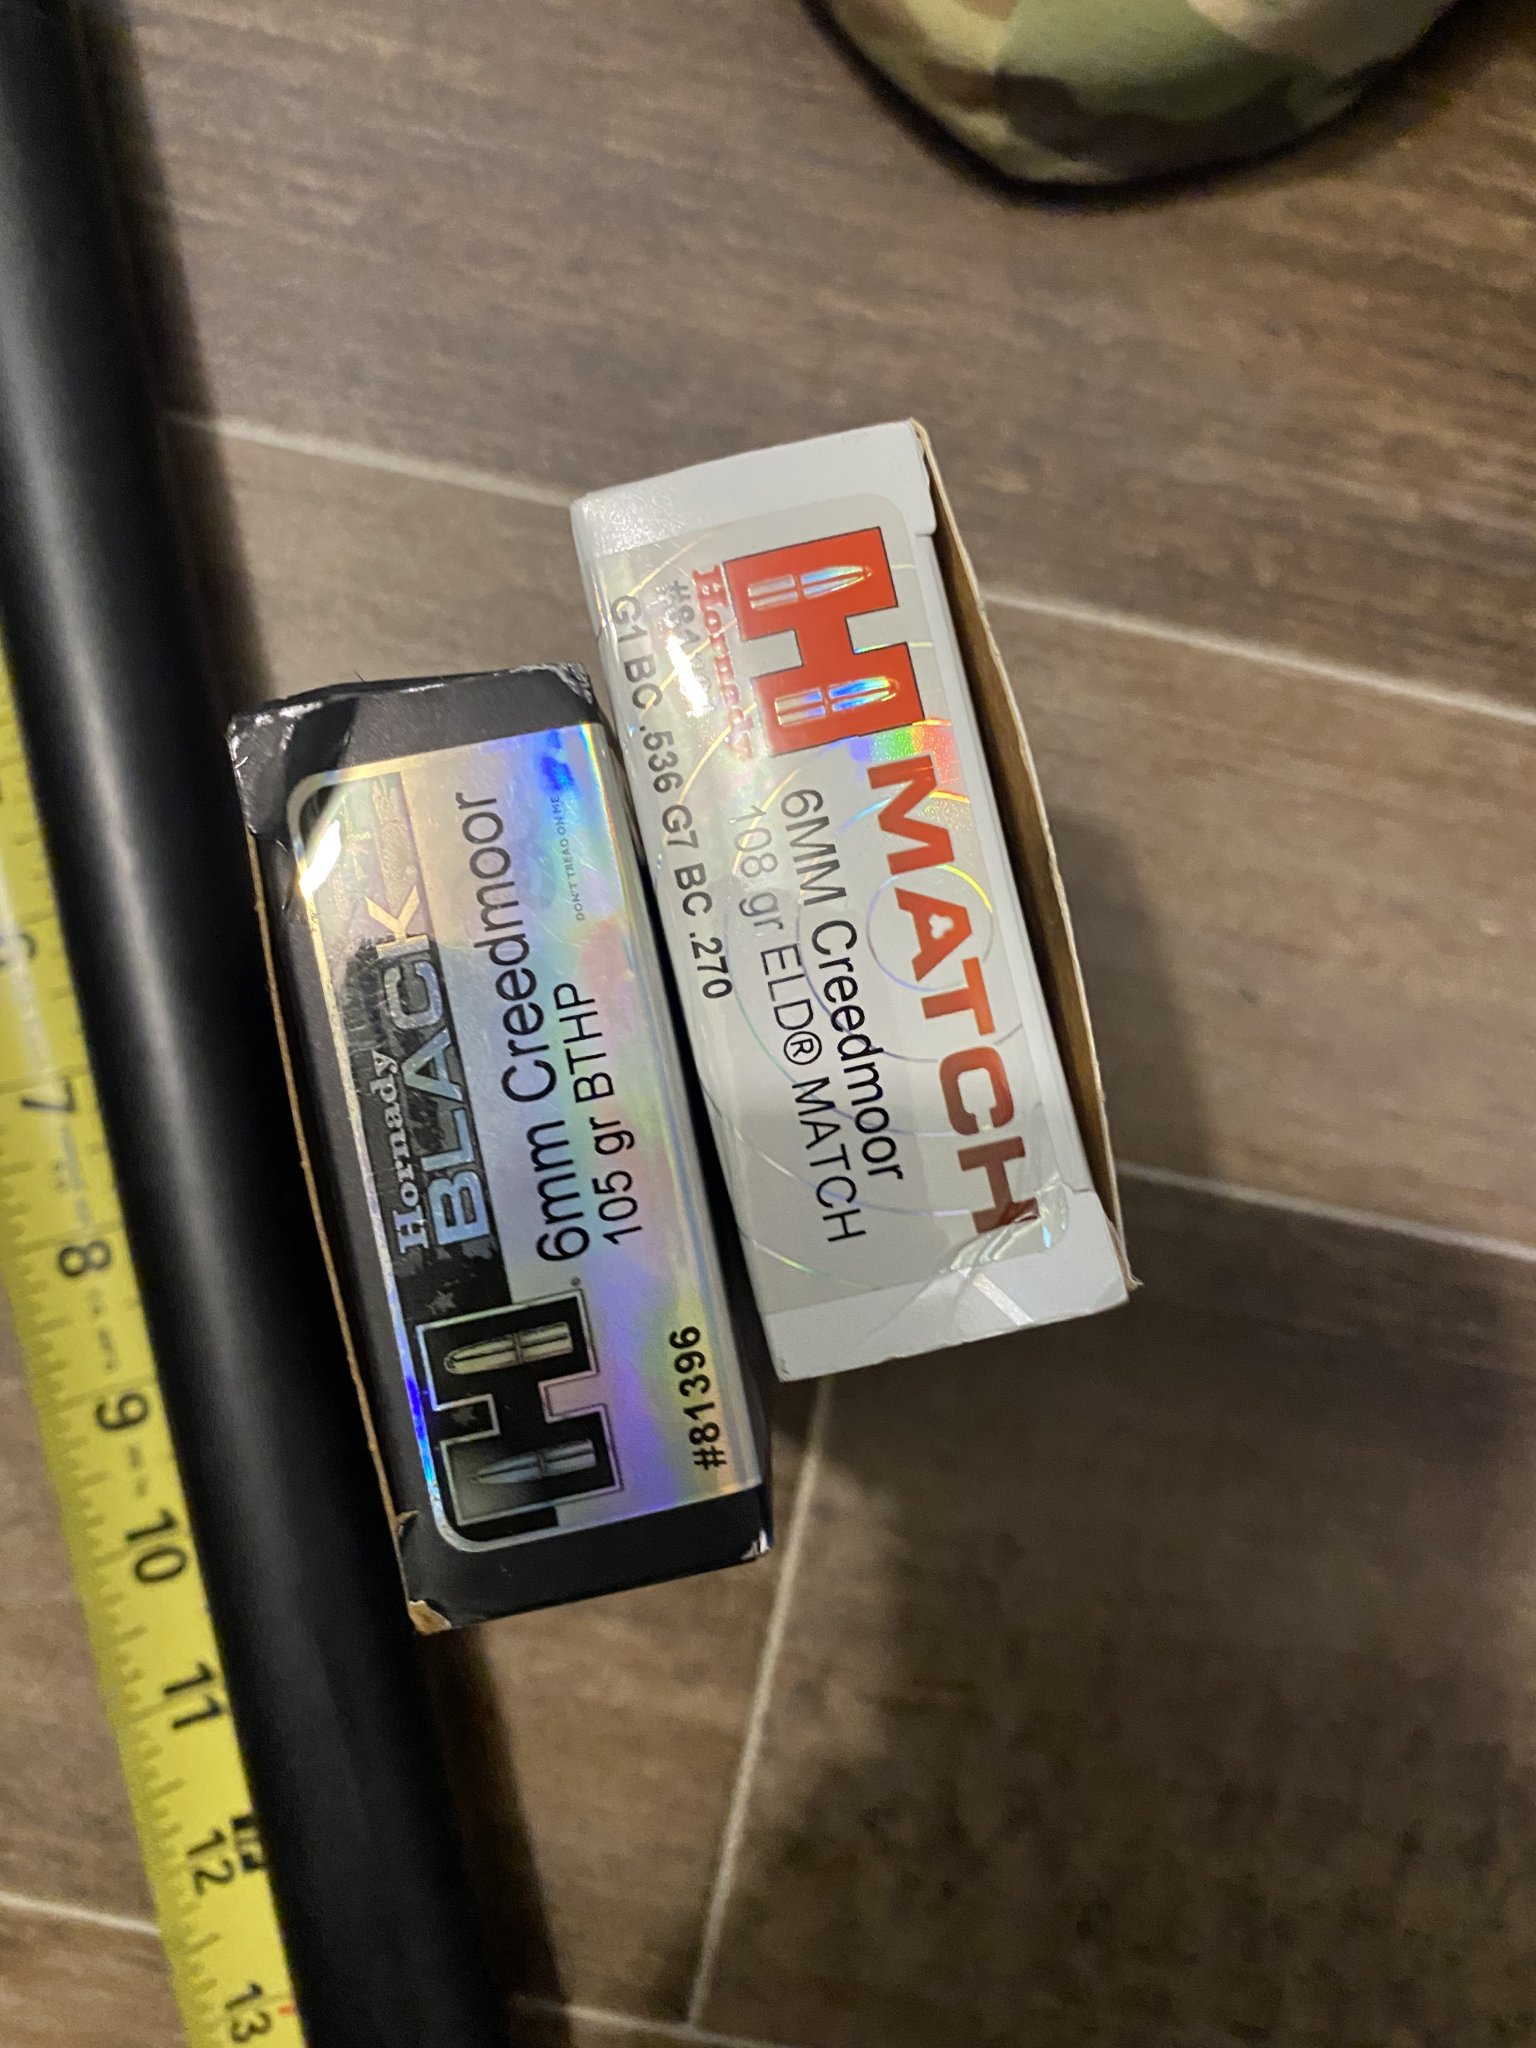 Hornady
BLACK
6mm Creedmoor
105 gr BTHP
DON'T TREAD ON ME
#81396
Hornady
MATCH
6MM Creedmoor
108 gr ELD® MATCH
G1 BC .536 G7 BC .270
7
8
9
10
11
12
13